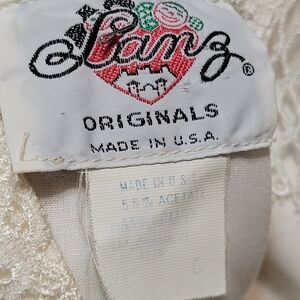 Lanz®
ORIGINALS
MADE IN U.S.A.
MADE IN U S A
55% ACETATE